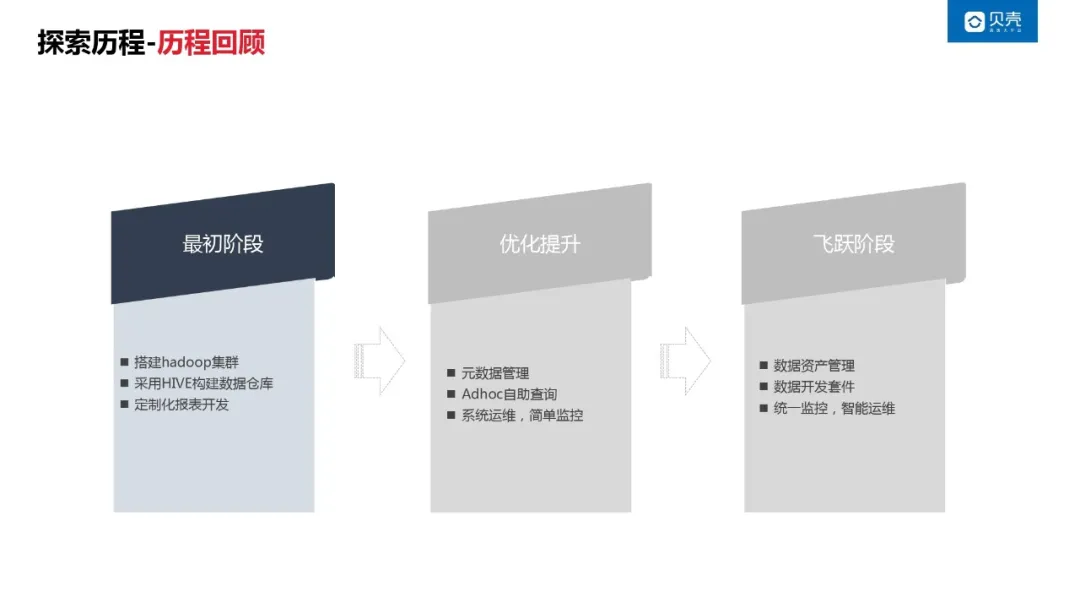 探索历程-历程回顾
贝壳
最初阶段
搭建hadoop集群
采用HIVE构建数据仓库
定制化报表开发
优化提升
元数据管理
Adhoc自助查询
系统运维，简单监控
飞跃阶段
数据资产管理
数据开发套件
统一监控，智能运维